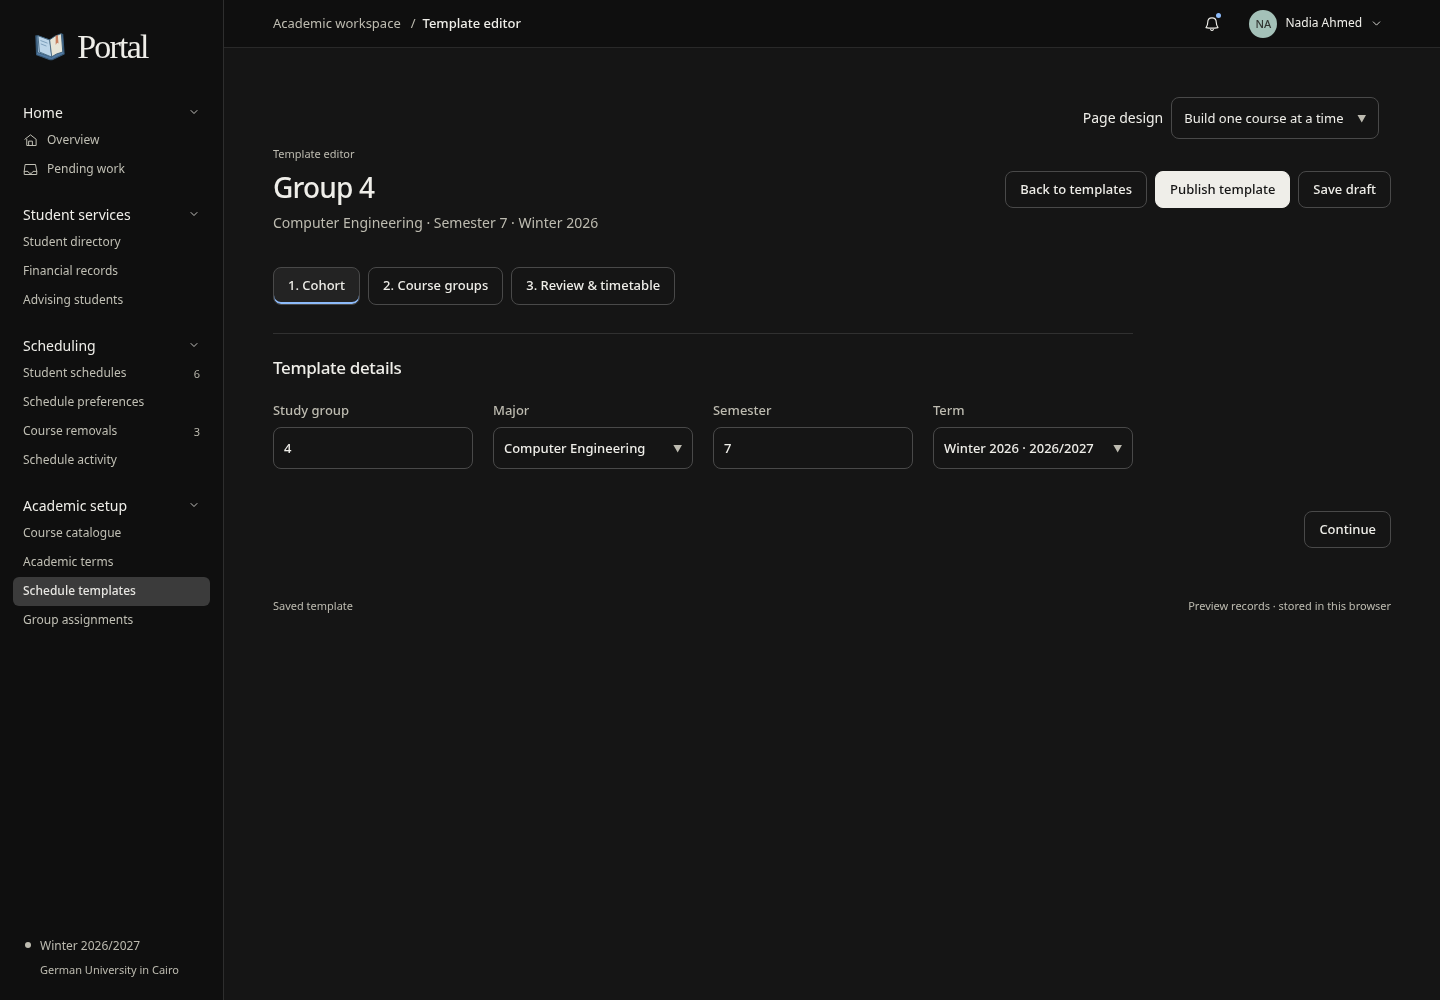 Portal
Home
Overview
Pending work
Student services
Student directory
Financial records
Advising students
Scheduling
Student schedules 6
Schedule preferences
Course removals 3
Schedule activity
Academic setup
Course catalogue
Academic terms
Schedule templates
Group assignments
Winter 2026/2027
German University in Cairo
Academic workspace / Template editor
NA Nadia Ahmed
Page design Build one course at a time
Template editor
Group 4
Back to templates Publish template Save draft
Computer Engineering · Semester 7 · Winter 2026
1. Cohort 2. Course groups 3. Review & timetable
Template details
Study group Major Semester Term
4 Computer Engineering 7 Winter 2026 · 2026/2027
Continue
Saved template Preview records · stored in this browser